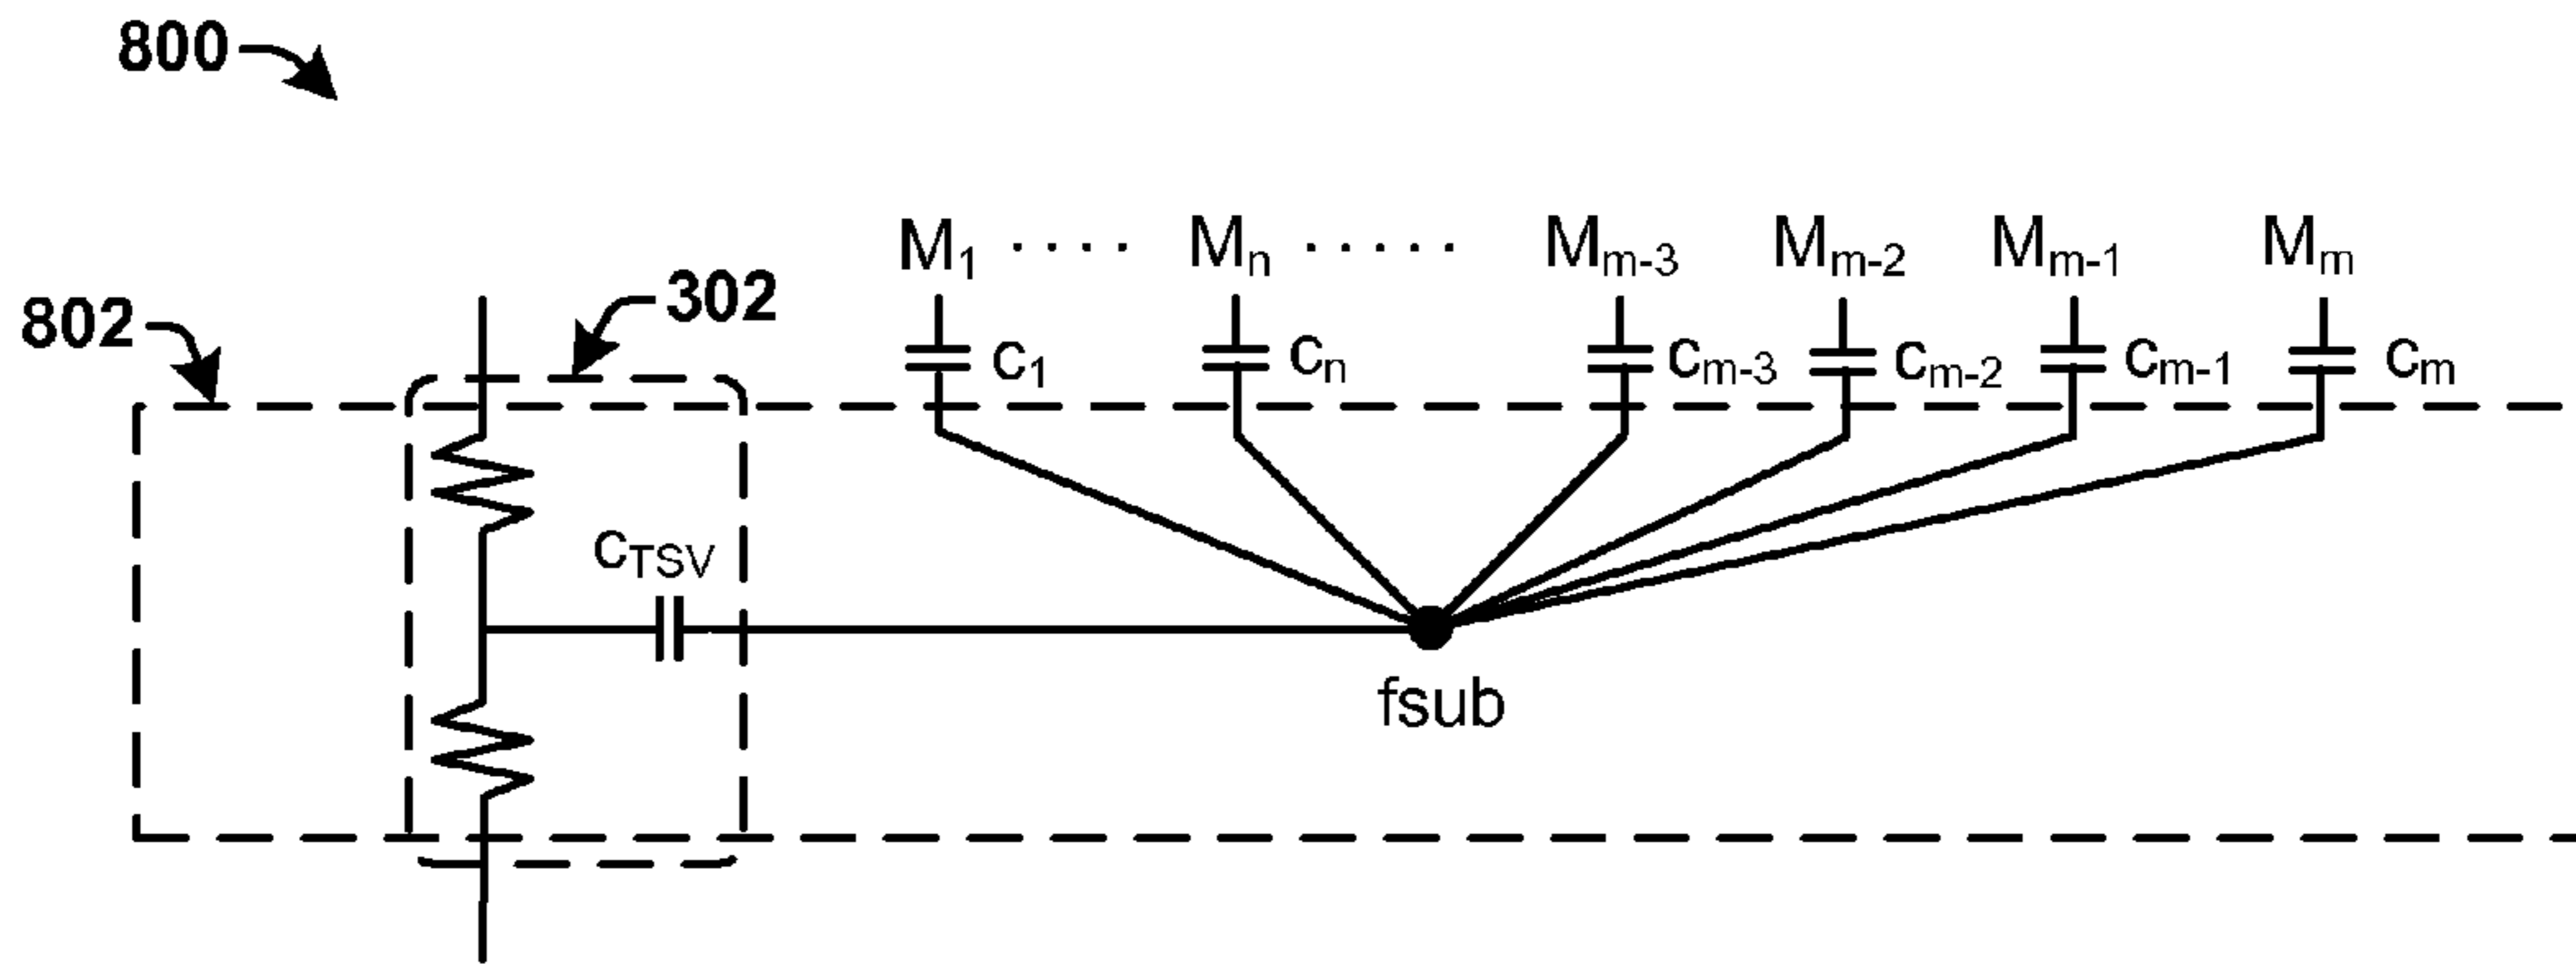 800
M₁ · · · · Mₙ · · · · · Mₘ₋₃ Mₘ₋₂ Mₘ₋₁ Mₘ
802 302
C₁ Cₙ Cₘ₋₃ Cₘ₋₂ Cₘ₋₁ Cₘ
C_TSV
fsub